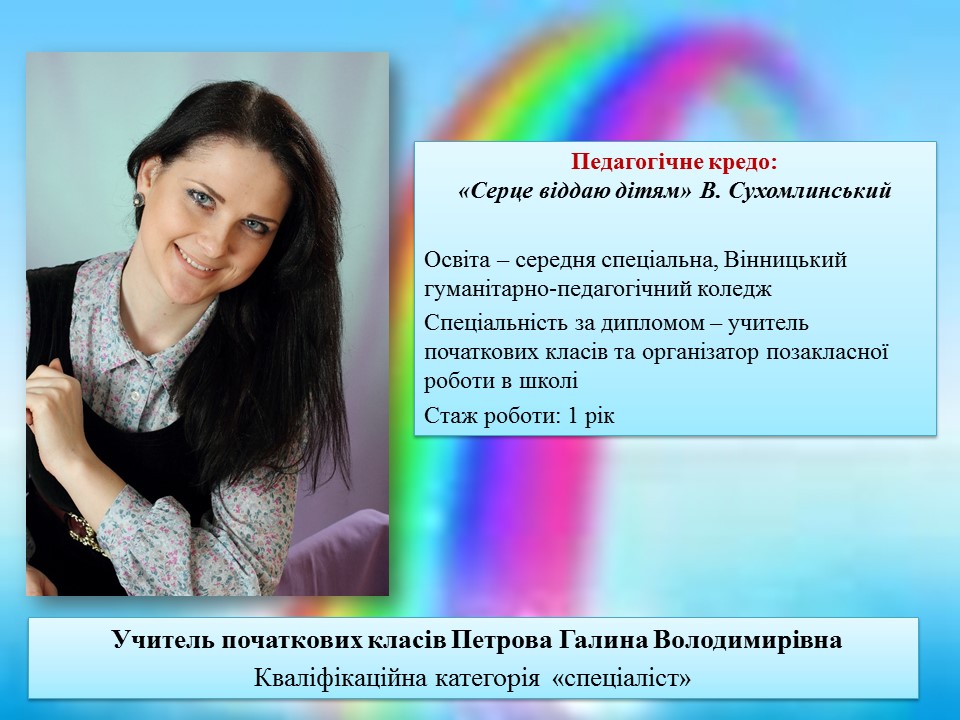 Педагогічне кредо:
«Серце віддаю дітям» В. Сухомлинський
Освіта – середня спеціальна, Вінницький
гуманітарно-педагогічний коледж
Спеціальність за дипломом – учитель
початкових класів та організатор позакласної
роботи в школі
Стаж роботи: 1 рік
Учитель початкових класів Петрова Галина Володимирівна
Кваліфікаційна категорія «спеціаліст»